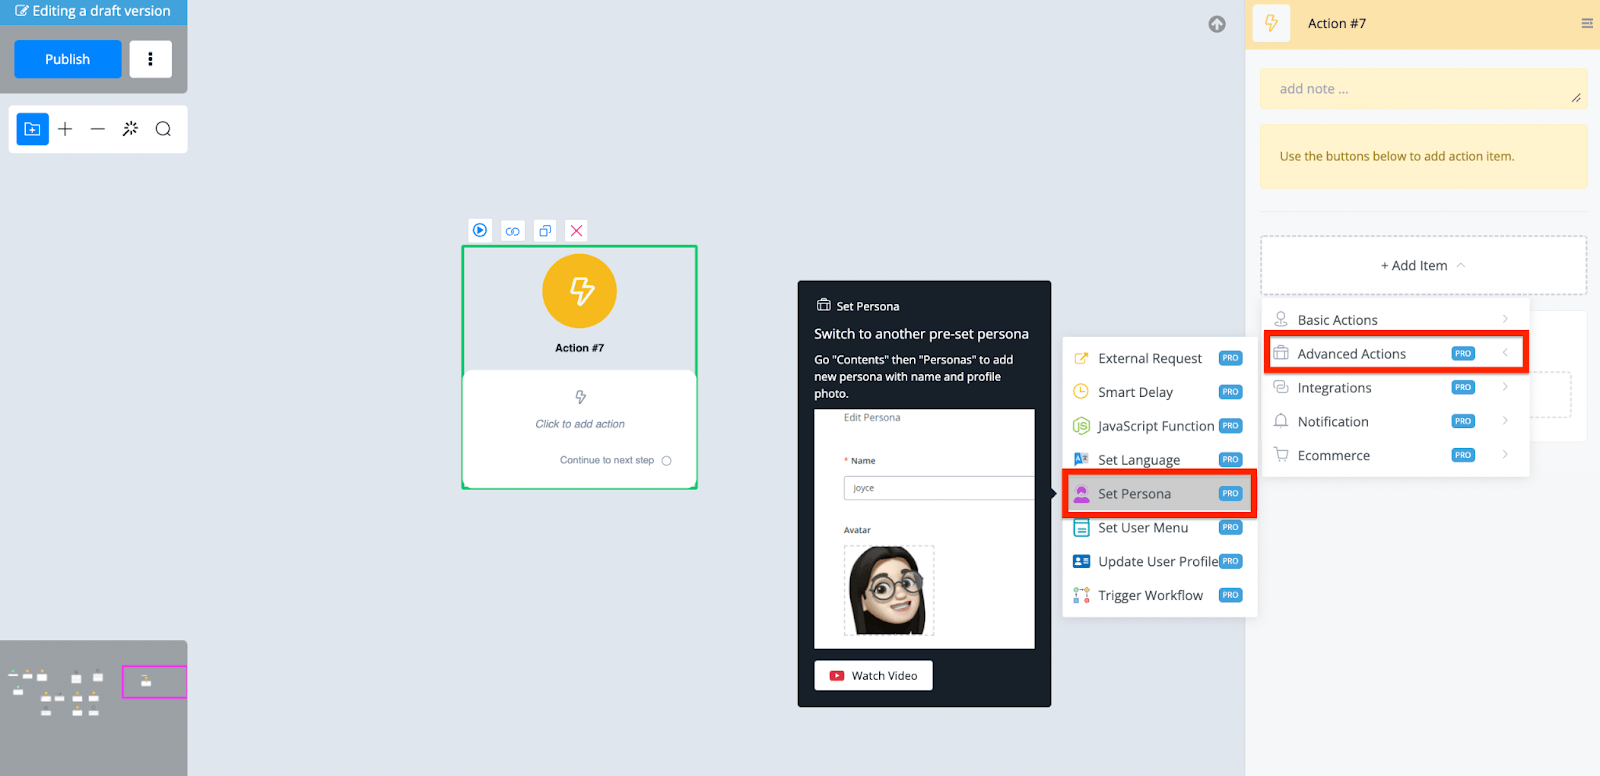 Editing a draft version
Publish
Action #7
Click to add action
Continue to next step
Set Persona
Switch to another pre-set persona
Go "Contents" then "Personas" to add
new persona with name and profile
photo.
Edit Persona
* Name
joyce
Avatar
Watch Video
External Request PRO
Smart Delay PRO
JS JavaScript Function PRO
Set Language PRO
Set Persona PRO
Set User Menu PRO
Update User Profile PRO
Trigger Workflow PRO
Action #7
add note ...
Use the buttons below to add action item.
+ Add Item
Basic Actions
Advanced Actions PRO
Integrations PRO
Notification PRO
Ecommerce PRO